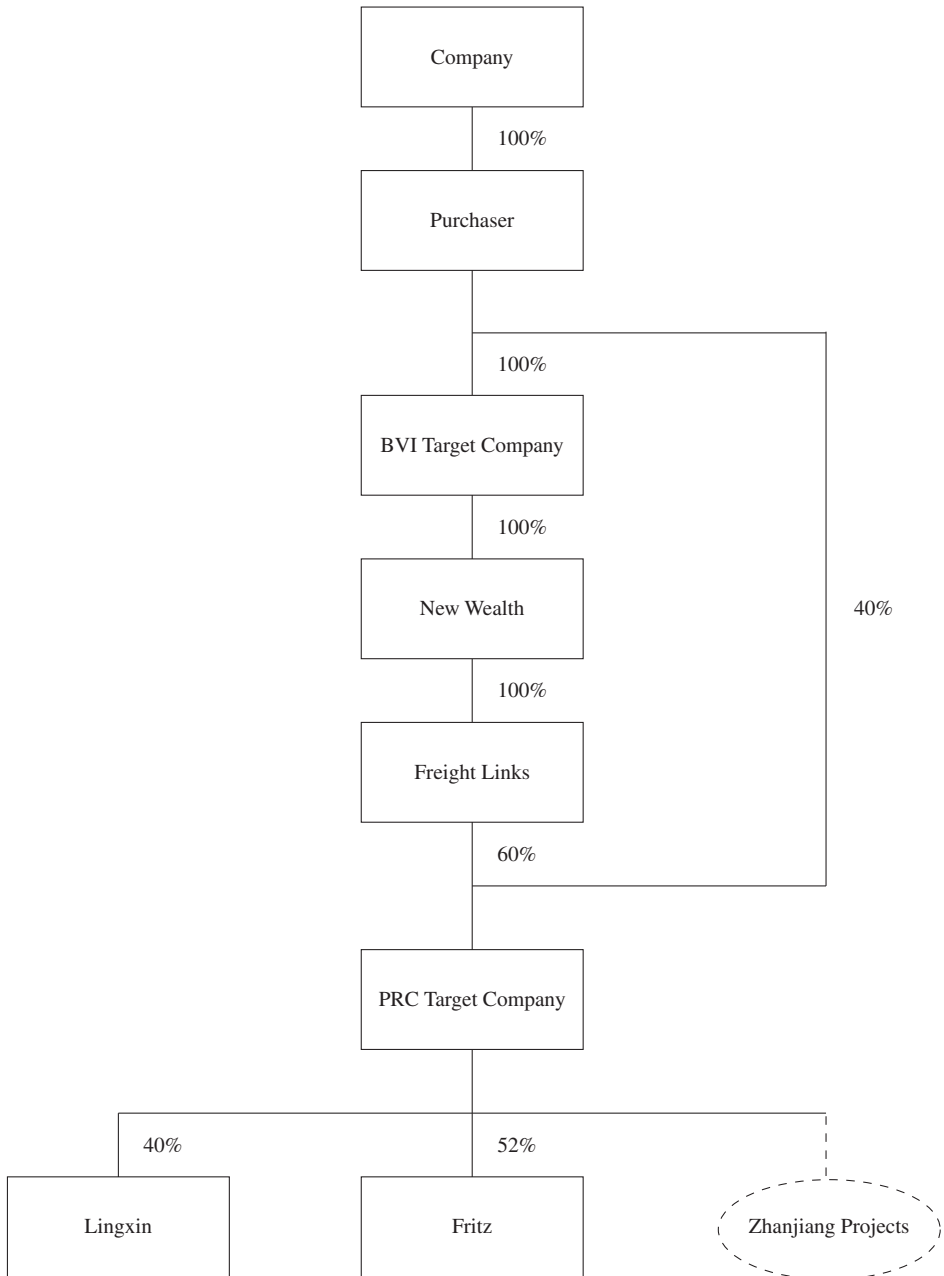 Company
100%
Purchaser
100%
BVI Target Company
100%
New Wealth
40%
100%
Freight Links
60%
PRC Target Company
40%
52%
Lingxin
Fritz
Zhanjiang Projects